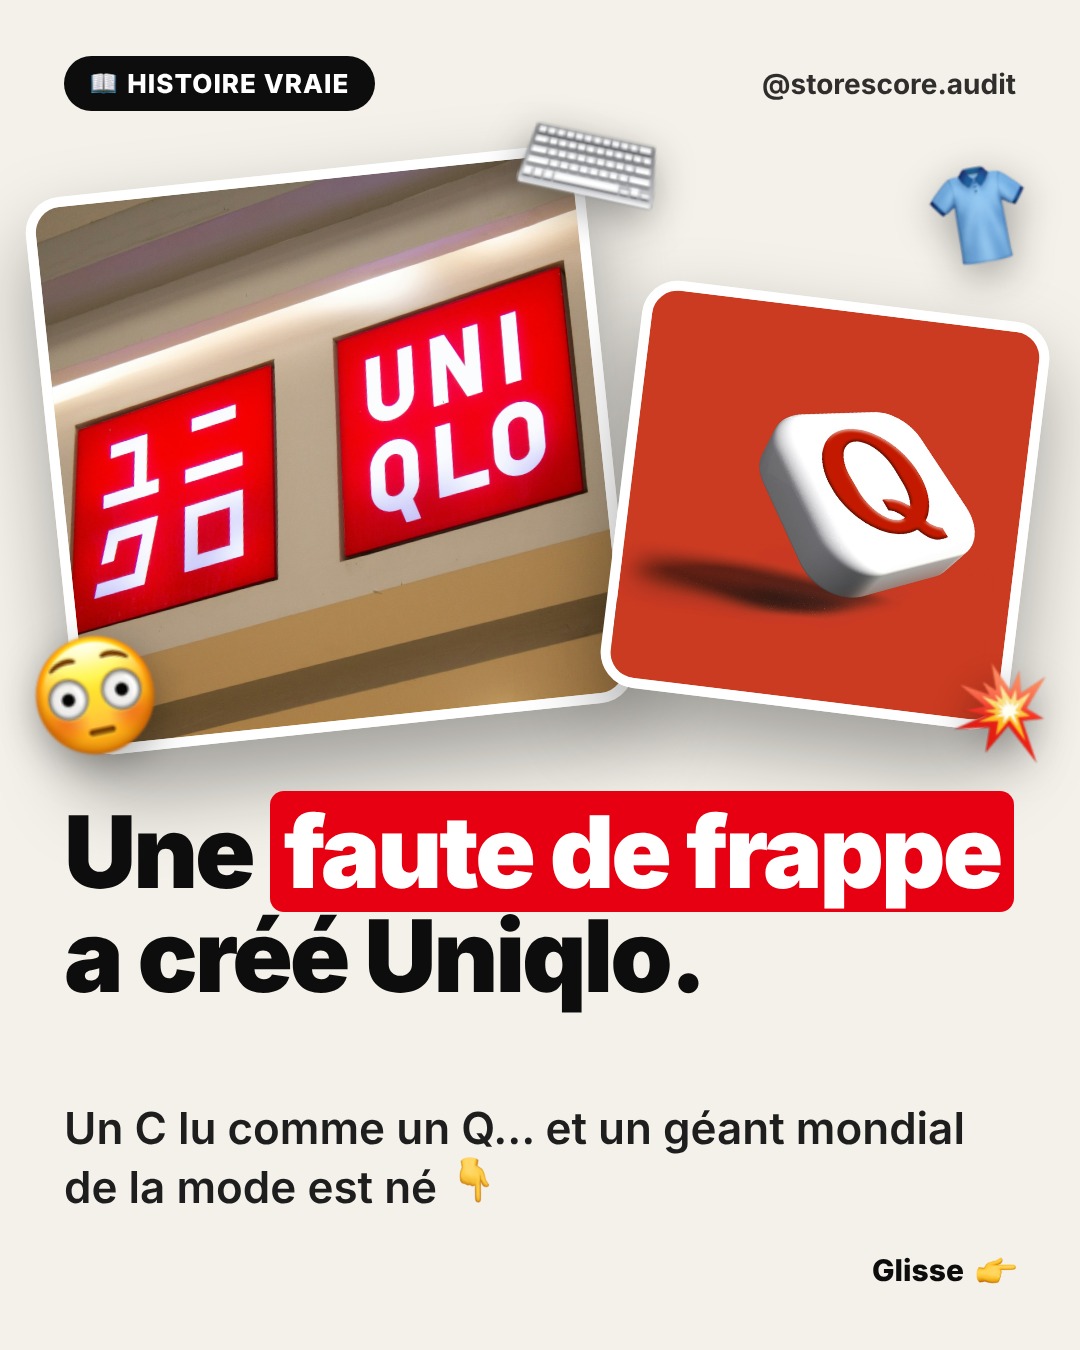 📖 HISTOIRE VRAIE
@storescore.audit
ユニ
クロ
UNI
QLO
Q
Une faute de frappe
a créé Uniqlo.
Un C lu comme un Q... et un géant mondial
de la mode est né 👇
Glisse 👉